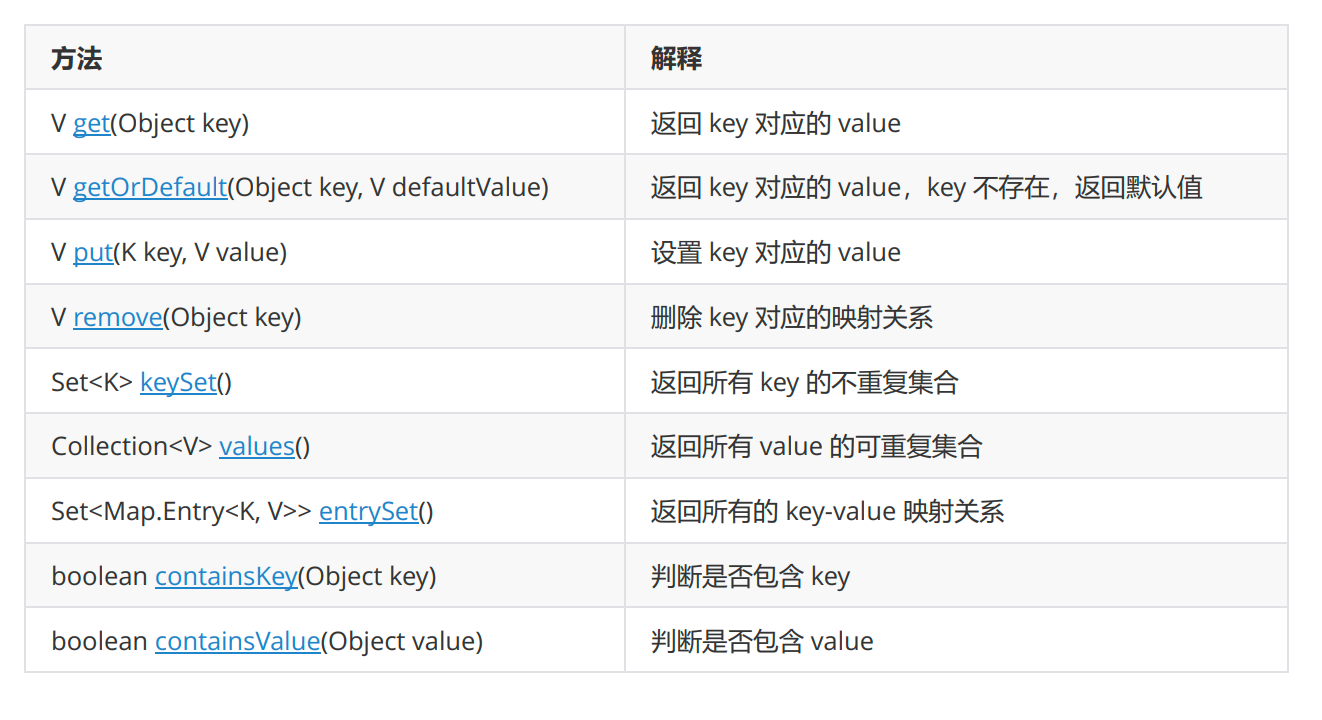 方法 解释
V get(Object key) 返回 key 对应的 value
V getOrDefault(Object key, V defaultValue) 返回 key 对应的 value，key 不存在，返回默认值
V put(K key, V value) 设置 key 对应的 value
V remove(Object key) 删除 key 对应的映射关系
Set<K> keySet() 返回所有 key 的不重复集合
Collection<V> values() 返回所有 value 的可重复集合
Set<Map.Entry<K, V>> entrySet() 返回所有的 key-value 映射关系
boolean containsKey(Object key) 判断是否包含 key
boolean containsValue(Object value) 判断是否包含 value